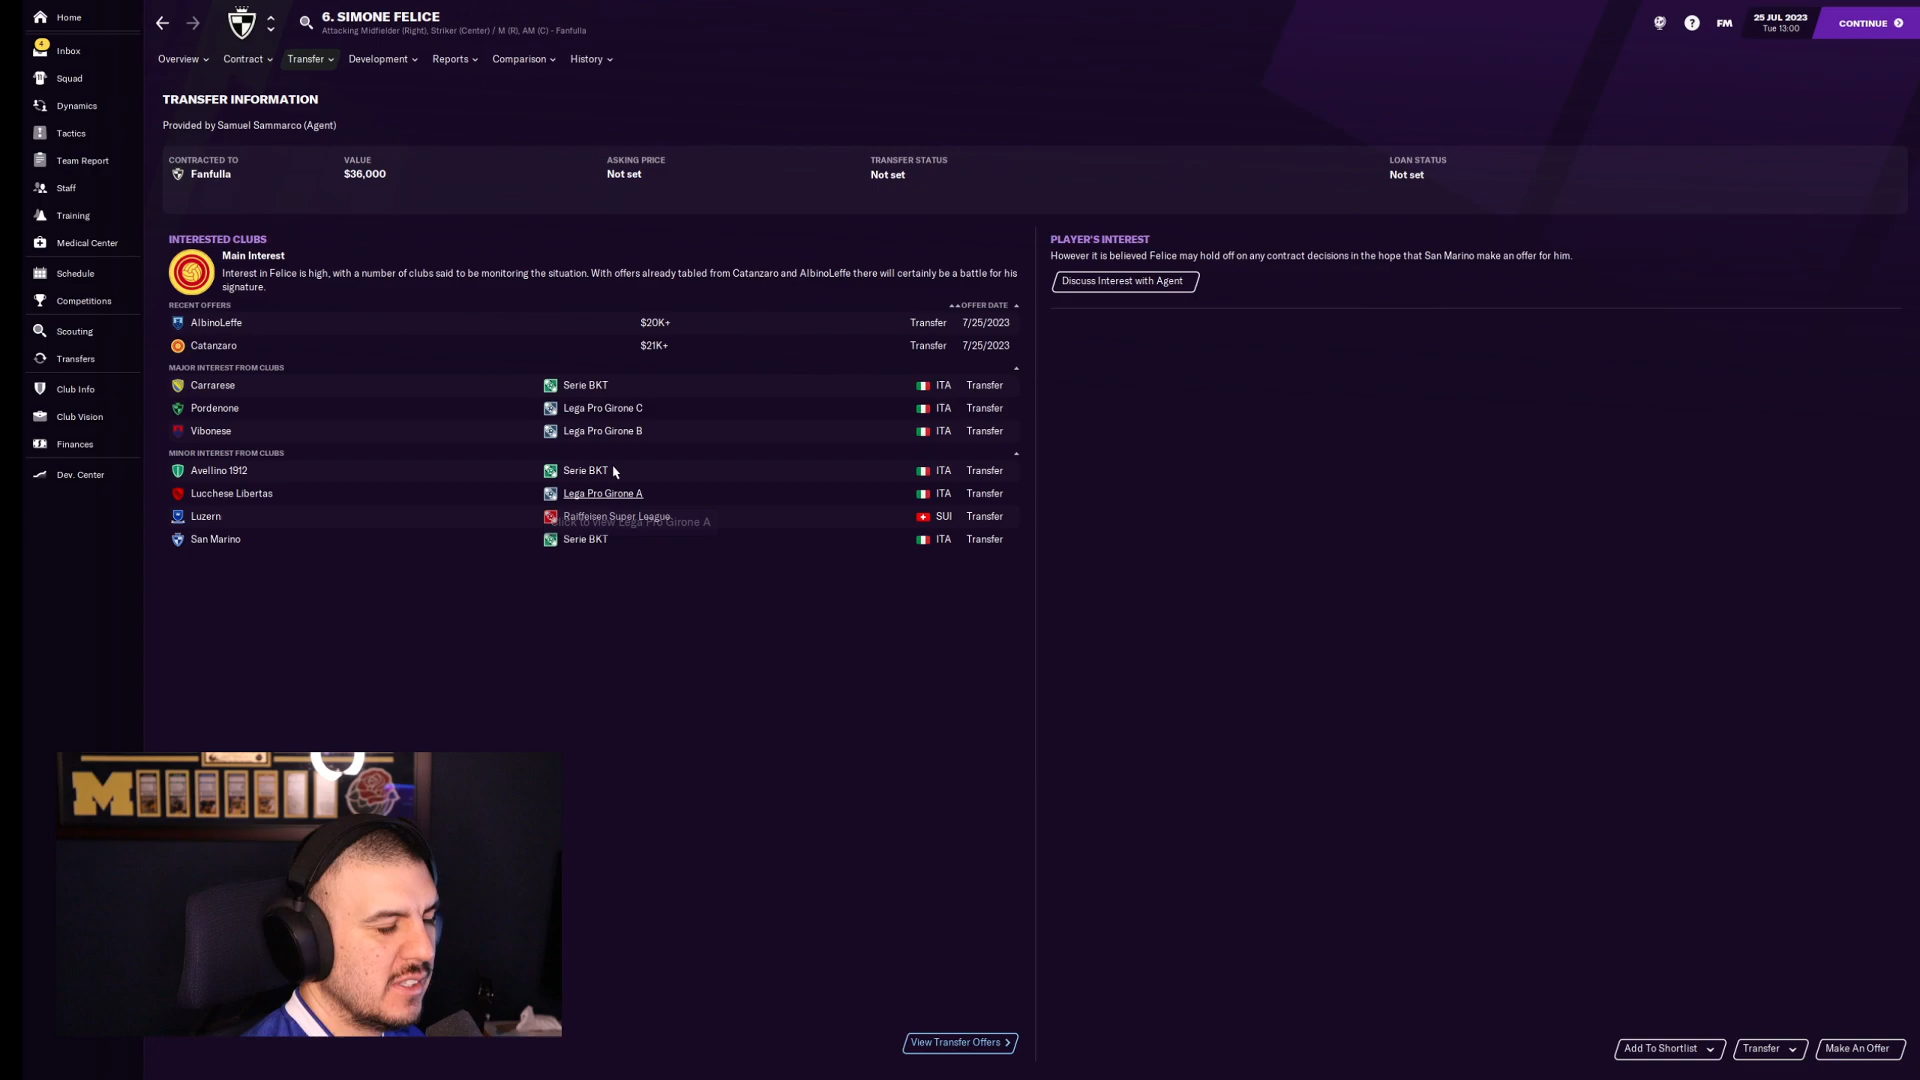 Home
Inbox
4
Squad
Dynamics
Tactics
Team Report
Staff
Training
Medical Center
Schedule
Competitions
Scouting
Transfers
Club Info
Club Vision
Finances
Dev. Center
6. SIMONE FELICE
Attacking Midfielder (Right), Striker (Center) / M (R), AM (C) - Fanfulla
FM
25 JUL 2023
Tue 13:00
CONTINUE
Overview Contract Transfer Development Reports Comparison History
TRANSFER INFORMATION
Provided by Samuel Sammarco (Agent)
CONTRACTED TO VALUE ASKING PRICE TRANSFER STATUS LOAN STATUS
Fanfulla $36,000 Not set Not set Not set
INTERESTED CLUBS
Main Interest
Interest in Felice is high, with a number of clubs said to be monitoring the situation. With offers already tabled from Catanzaro and AlbinoLeffe there will certainly be a battle for his
signature.
RECENT OFFERS OFFER DATE
AlbinoLeffe $20K+ Transfer 7/25/2023
Catanzaro $21K+ Transfer 7/25/2023
MAJOR INTEREST FROM CLUBS
Carrarese Serie BKT ITA Transfer
Pordenone Lega Pro Girone C ITA Transfer
Vibonese Lega Pro Girone B ITA Transfer
MINOR INTEREST FROM CLUBS
Avellino 1912 Serie BKT ITA Transfer
Lucchese Libertas Lega Pro Girone A ITA Transfer
Luzern Raiffeisen Super League SUI Transfer
Click to view Lega Pro Girone A
San Marino Serie BKT ITA Transfer
PLAYER'S INTEREST
However it is believed Felice may hold off on any contract decisions in the hope that San Marino make an offer for him.
Discuss Interest with Agent
M
View Transfer Offers
Add To Shortlist
Transfer
Make An Offer